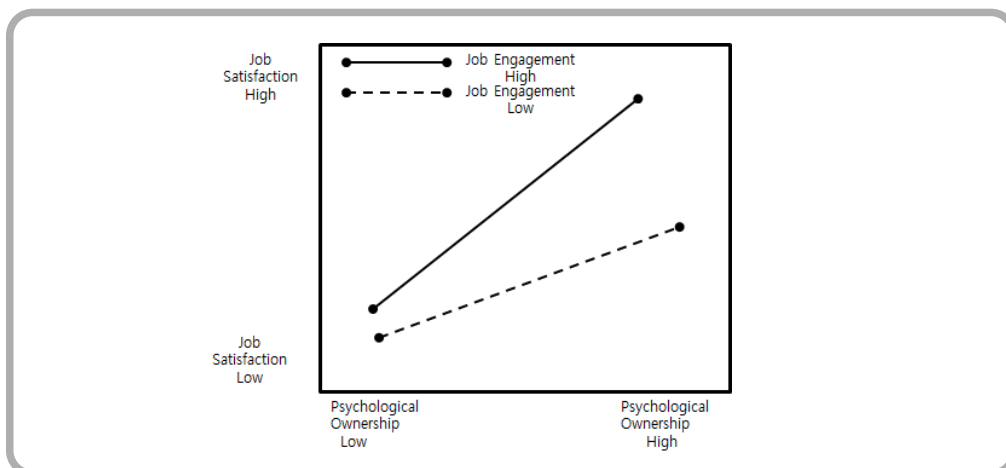 Job
Satisfaction
High
Job Engagement
High
Job Engagement
Low
Job
Satisfaction
Low
Psychological
Ownership
Low
Psychological
Ownership
High